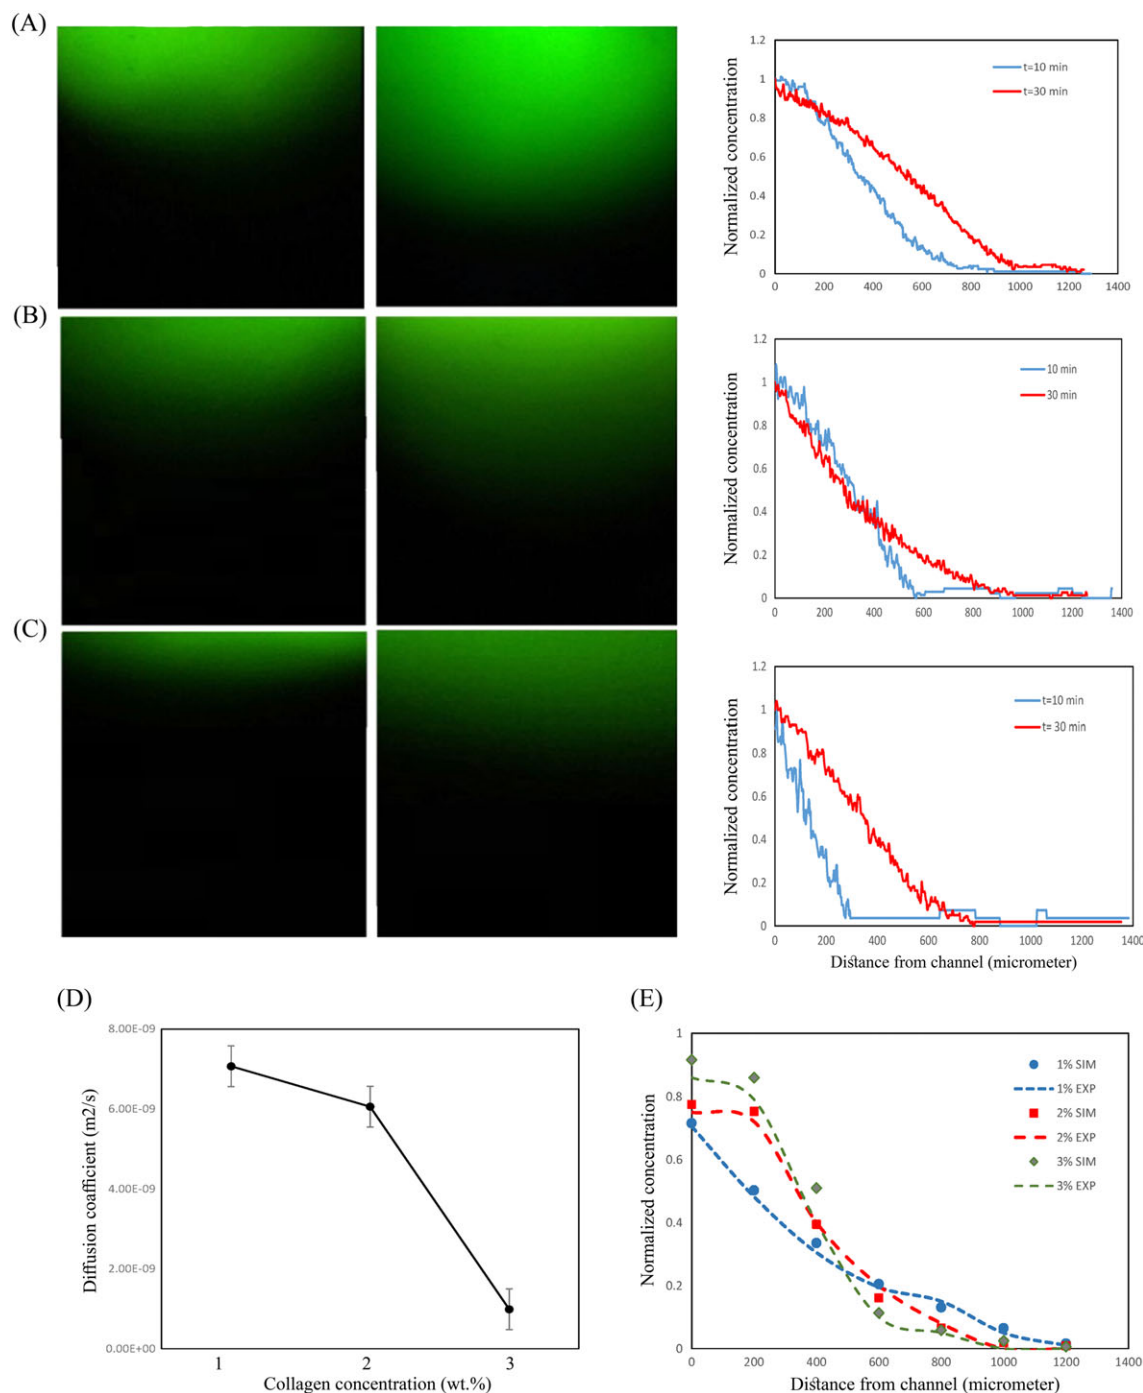 (A)
1.2
1
0.8
0.6
0.4
0.2
0
t=10 min
t=30 min
Normalized concentration
0 200 400 600 800 1000 1200 1400
(B)
1.2
1
0.8
0.6
0.4
0.2
0
10 min
30 min
Normalized concentration
0 200 400 600 800 1000 1200 1400
(C)
1.2
1
0.8
0.6
0.4
0.2
0
t=10 min
t= 30 min
Normalized concentration
0 200 400 600 800 1000 1200 1400
Distance from channel (micrometer)
(D)
8.00E-09
6.00E-09
4.00E-09
2.00E-09
0.00E+00
Diffusion coafficient (m2/s)
1 2 3
Collagen concentration (wt.%)
(E)
1
0.8
0.6
0.4
0.2
0
1% SIM
1% EXP
2% SIM
2% EXP
3% SIM
3% EXP
Normalized concentration
0 200 400 600 800 1000 1200 1400
Distance from channel (micrometer)